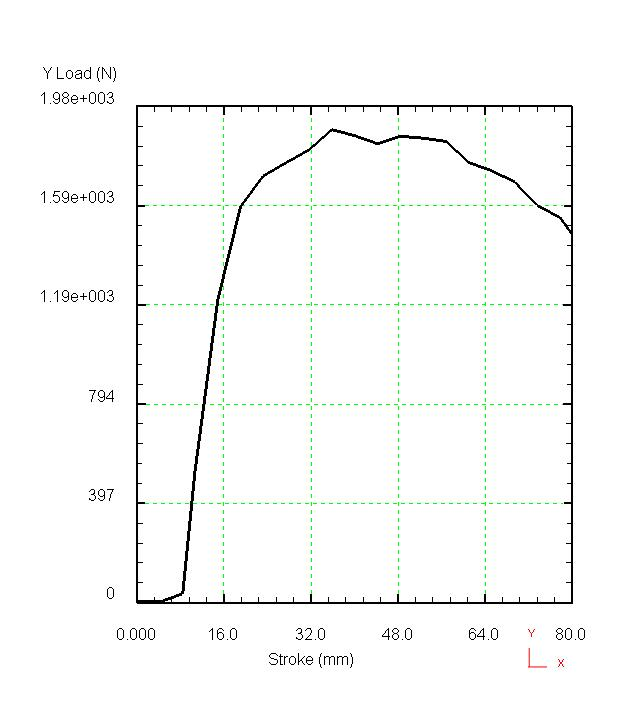 Y Load (N)
1.98e+003
1.59e+003
1.19e+003
794
397
0
0.000 16.0 32.0 48.0 64.0 80.0
Stroke (mm)
Y
X